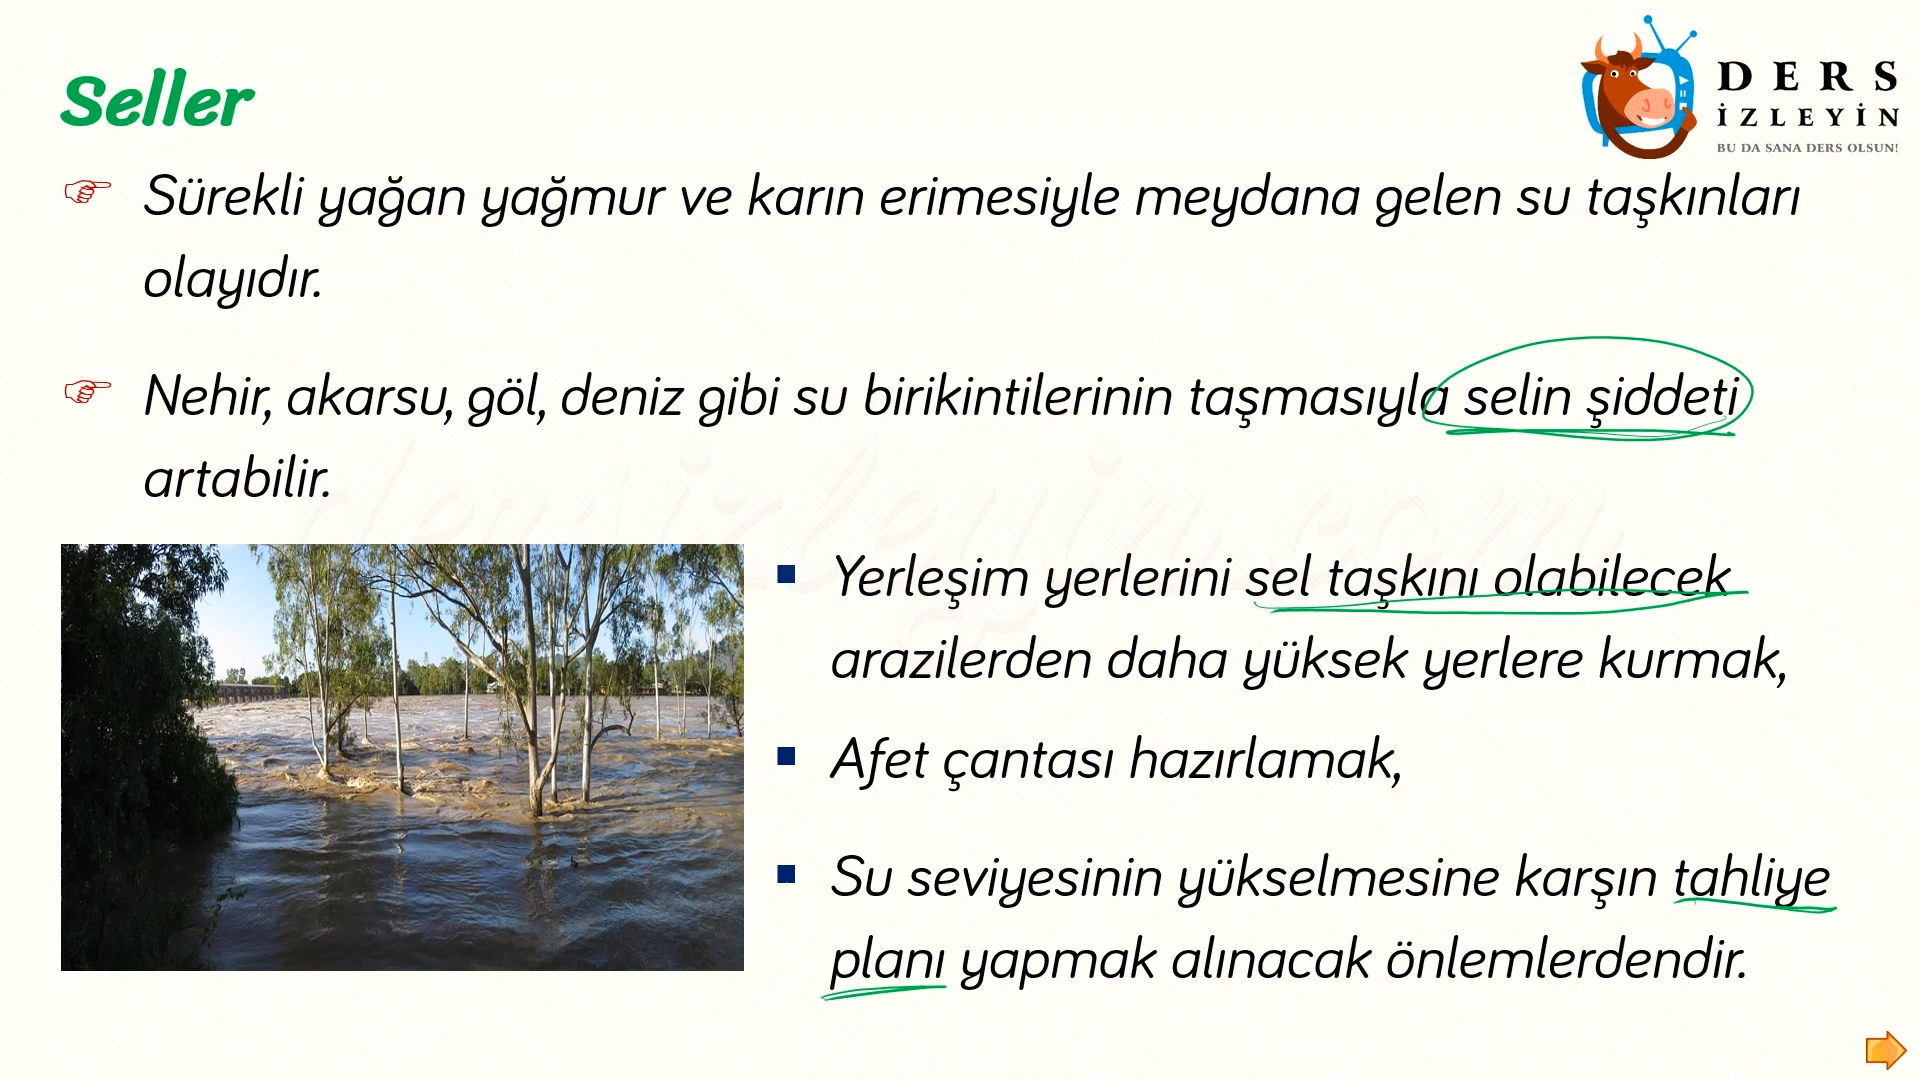 Seller
DERS
İZLEYİN
BU DA SANA DERS OLSUN!
Sürekli yağan yağmur ve karın erimesiyle meydana gelen su taşkınları
olayıdır.
Nehir, akarsu, göl, deniz gibi su birikintilerinin taşmasıyla selin şiddeti
artabilir.
dersizleyin.com
Yerleşim yerlerini sel taşkını olabilecek
arazilerden daha yüksek yerlere kurmak,
Afet çantası hazırlamak,
Su seviyesinin yükselmesine karşın tahliye
planı yapmak alınacak önlemlerdendir.